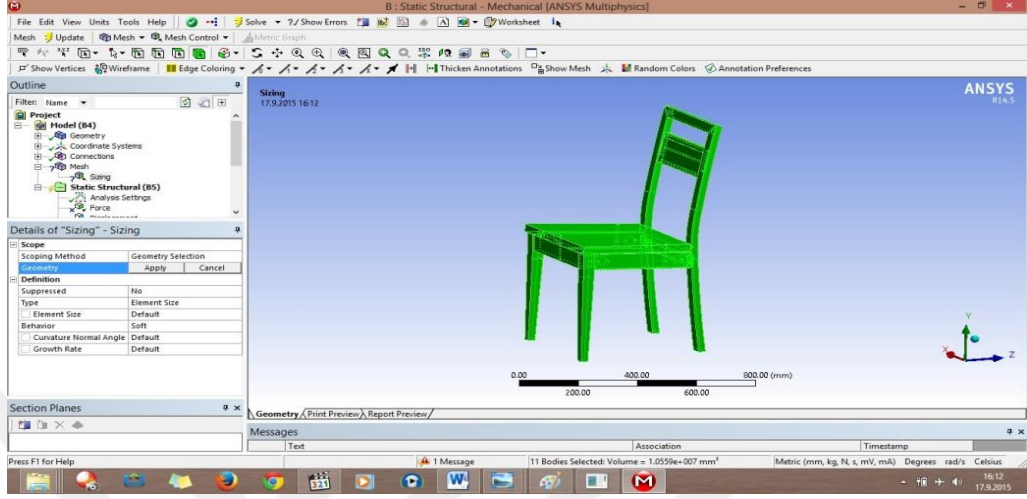 B : Static Structural - Mechanical [ANSYS Multiphysics]
File Edit View Units Tools Help Solve ?/ Show Errors Worksheet
Mesh Update Mesh Mesh Control Metric Graph
Show Vertices Wireframe Edge Coloring Thicken Annotations Show Mesh Random Colors Annotation Preferences
Outline
Filter: Name
Project
Model (B4)
Geometry
Coordinate Systems
Connections
Mesh
Sizing
Static Structural (B5)
Analysis Settings
Force
Details of "Sizing" - Sizing
Scope
Scoping Method Geometry Selection
Geometry Apply Cancel
Definition
Suppressed No
Type Element Size
Element Size Default
Behavior Soft
Curvature Normal Angle Default
Growth Rate Default
Section Planes
Sizing
17.9.2015 16:12
ANSYS
R14.5
Y
X
Z
0.00 400.00 800.00 (mm)
200.00 600.00
Geometry Print Preview Report Preview
Messages
Text Association Timestamp
Press F1 for Help 1 Message 11 Bodies Selected: Volume = 1.0559e+007 mm³ Metric (mm, kg, N, s, mV, mA) Degrees rad/s Celsius
321
16:12
17.9.2015